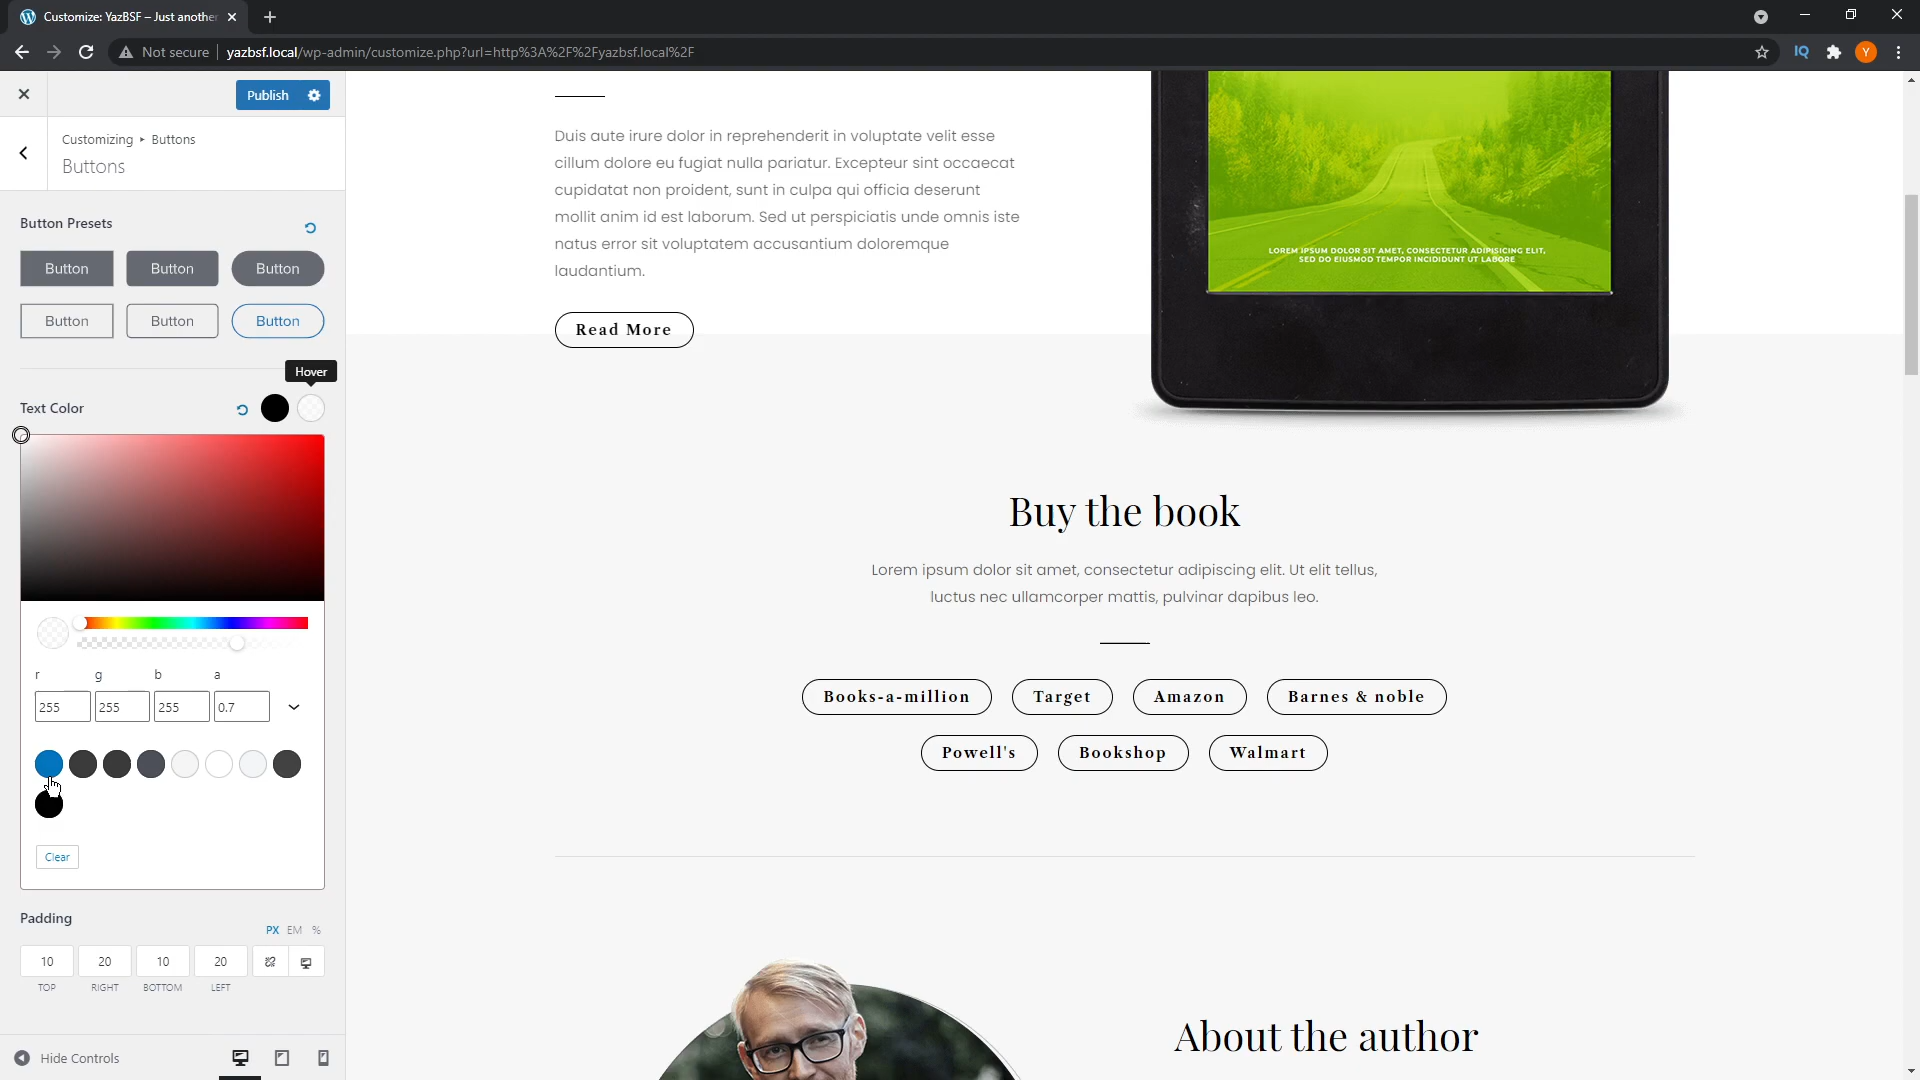 Customize: YazBSF – Just another
Not secure
yazbsf.local/wp-admin/customize.php?url=http%3A%2F%2Fyazbsf.local%2F
IQ
Y
Publish
Customizing ▸ Buttons
Buttons
Button Presets
Button
Button
Button
Button
Button
Button
Hover
Text Color
r
g
b
a
255
255
255
0.7
Clear
Padding
PX
EM
%
10
20
10
20
TOP
RIGHT
BOTTOM
LEFT
Hide Controls
Duis aute irure dolor in reprehenderit in voluptate velit esse
cillum dolore eu fugiat nulla pariatur. Excepteur sint occaecat
cupidatat non proident, sunt in culpa qui officia deserunt
mollit anim id est laborum. Sed ut perspiciatis unde omnis iste
natus error sit voluptatem accusantium doloremque
laudantium.
Read More
LOREM IPSUM DOLOR SIT AMET, CONSECTETUR ADIPISICING ELIT,
SED DO EIUSMOD TEMPOR INCIDIDUNT UT LABORE
Buy the book
Lorem ipsum dolor sit amet, consectetur adipiscing elit. Ut elit tellus,
luctus nec ullamcorper mattis, pulvinar dapibus leo.
Books-a-million
Target
Amazon
Barnes & noble
Powell's
Bookshop
Walmart
About the author